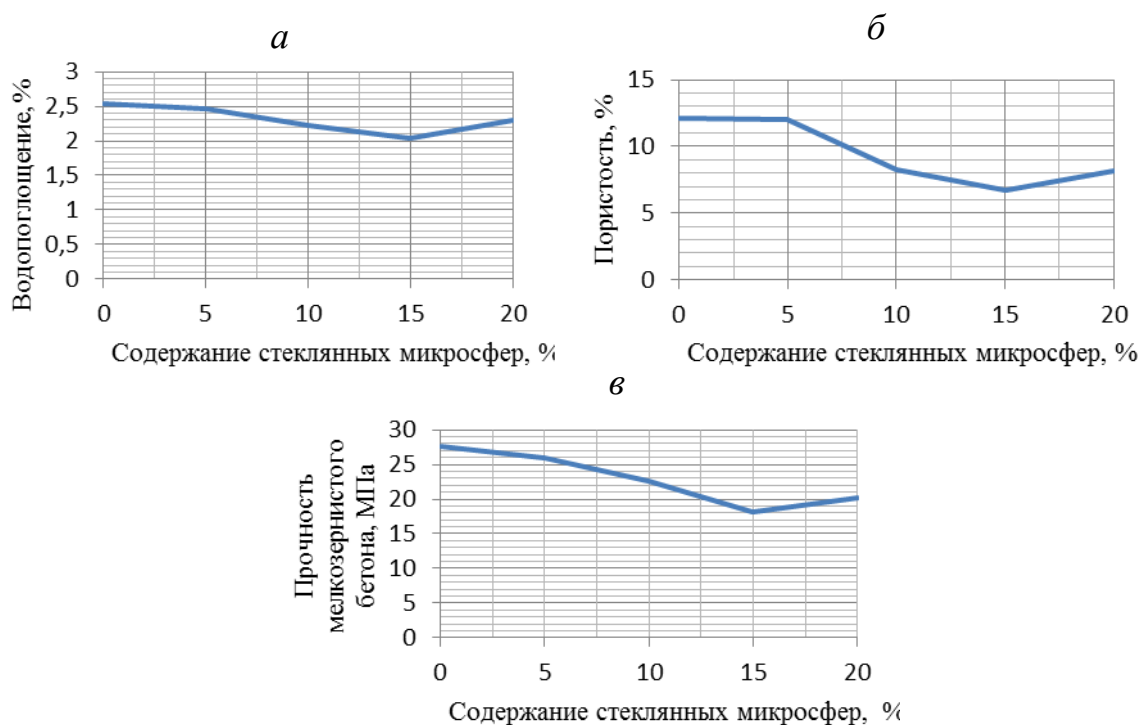 а
Водопоглощение, %
3
2,5
2
1,5
1
0,5
0
0 5 10 15 20
Содержание стеклянных микросфер, %
б
Пористость, %
15
10
5
0
0 5 10 15 20
Содержание стеклянных микросфер, %
в
Прочность
мелкозернистого
бетона, МПа
30
25
20
15
10
5
0
0 5 10 15 20
Содержание стеклянных микросфер, %